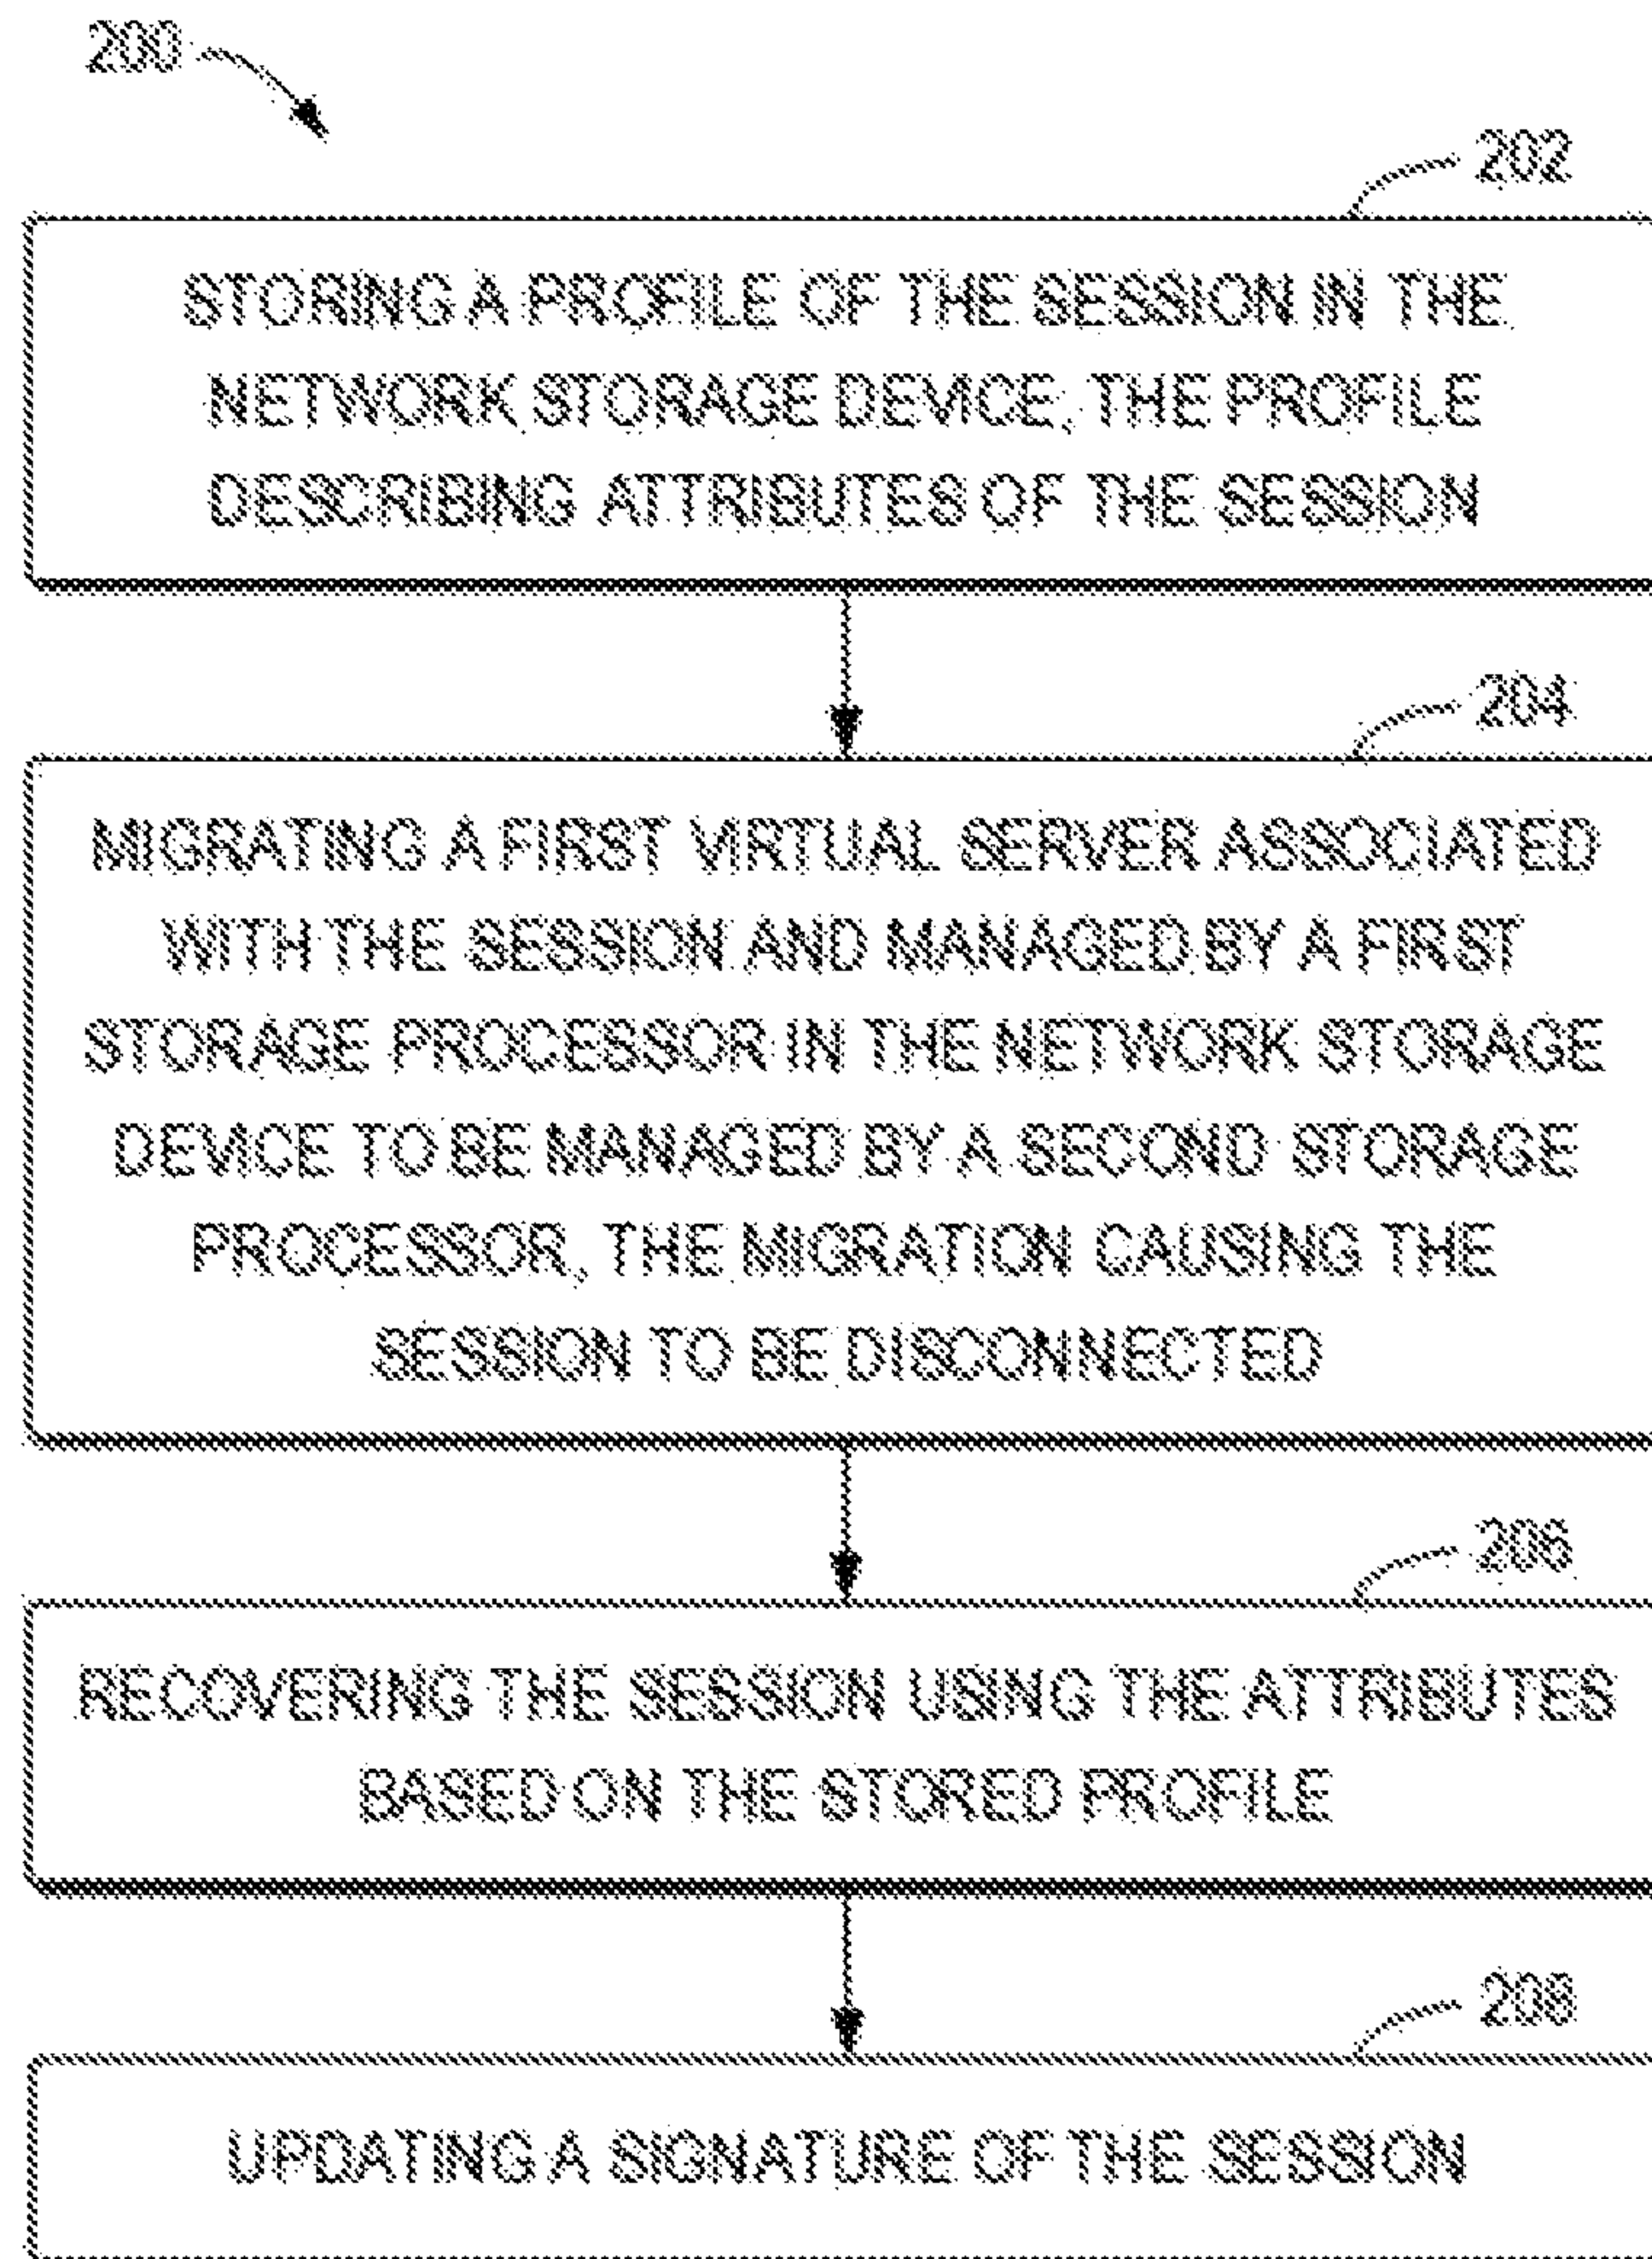 200
202
STORING A PROFILE OF THE SESSION IN THE
NETWORK STORAGE DEVICE, THE PROFILE
DESCRIBING ATTRIBUTES OF THE SESSION
204
MIGRATING A FIRST VIRTUAL SERVER ASSOCIATED
WITH THE SESSION AND MANAGED BY A FIRST
STORAGE PROCESSOR IN THE NETWORK STORAGE
DEVICE TO BE MANAGED BY A SECOND STORAGE
PROCESSOR, THE MIGRATION CAUSING THE
SESSION TO BE DISCONNECTED
206
RECOVERING THE SESSION USING THE ATTRIBUTES
BASED ON THE STORED PROFILE
208
UPDATING A SIGNATURE OF THE SESSION